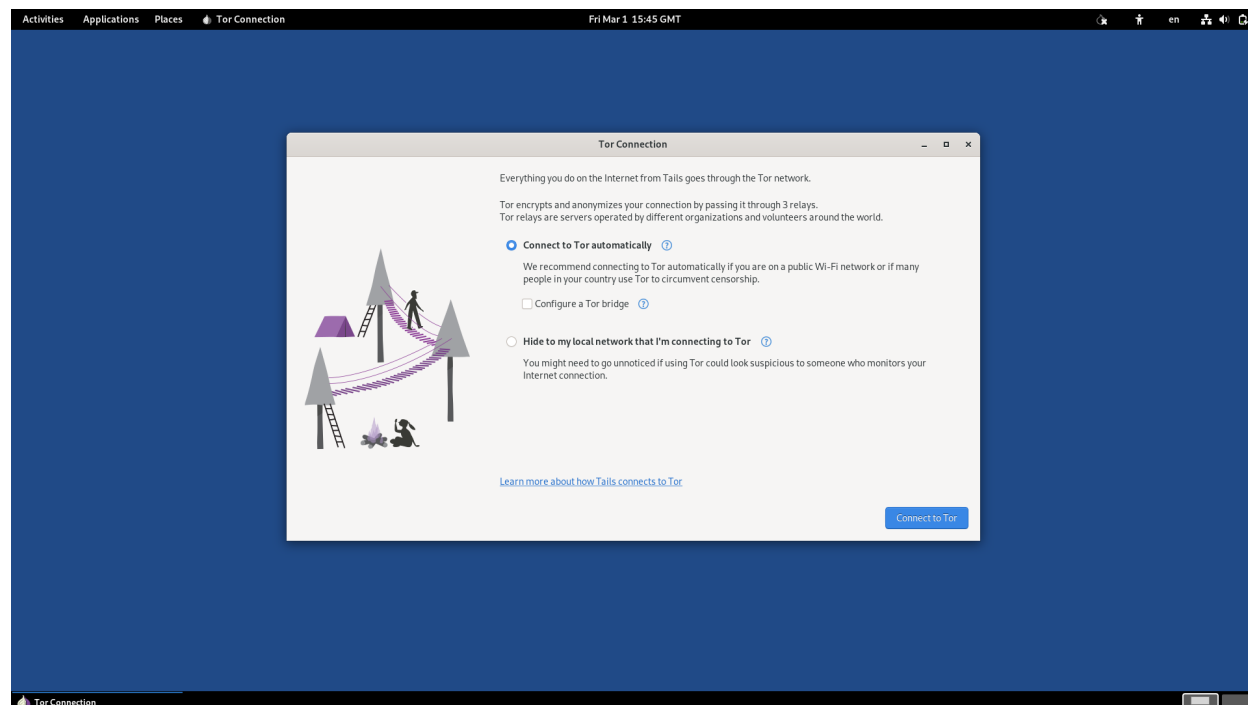 Activities Applications Places Tor Connection Fri Mar 1 15:45 GMT en
Tor Connection
Everything you do on the Internet from Tails goes through the Tor network.
Tor encrypts and anonymizes your connection by passing it through 3 relays.
Tor relays are servers operated by different organizations and volunteers around the world.
Connect to Tor automatically ?
We recommend connecting to Tor automatically if you are on a public Wi-Fi network or if many
people in your country use Tor to circumvent censorship.
Configure a Tor bridge ?
Hide to my local network that I'm connecting to Tor ?
You might need to go unnoticed if using Tor could look suspicious to someone who monitors your
Internet connection.
Learn more about how Tails connects to Tor
Connect to Tor
Tor Connection